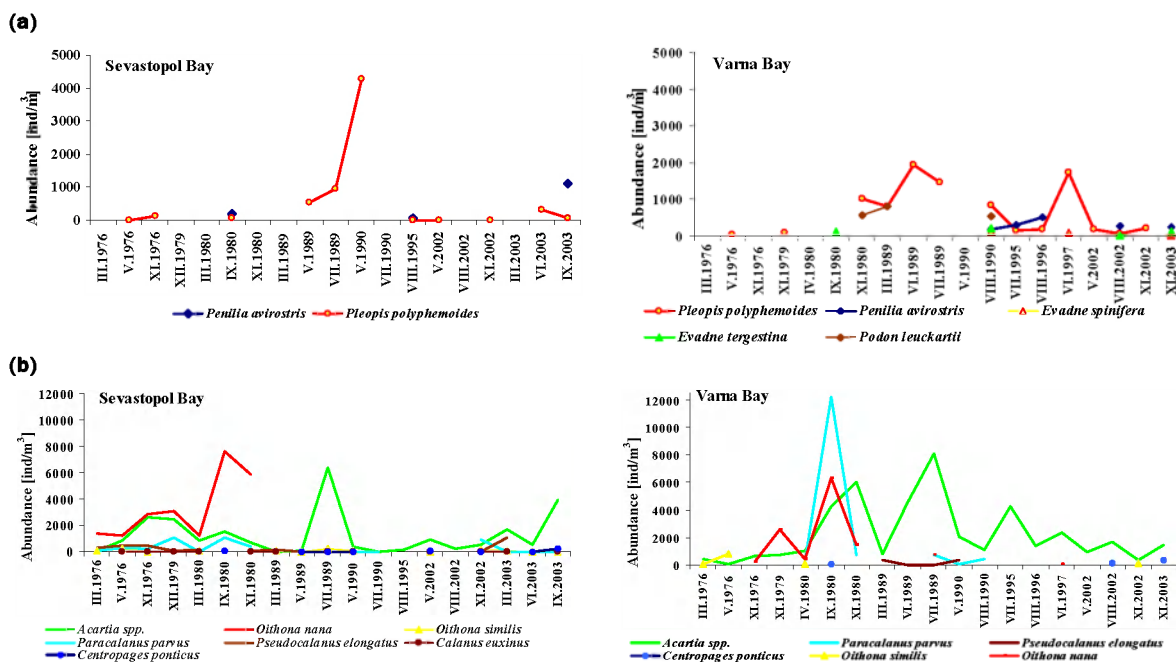 (a)
Sevastopol Bay
Abundance [ind/m³]
5000
4000
3000
2000
1000
0
III.1976
V.1976
XI.1976
XII.1979
III.1980
IX.1980
XI.1980
III.1989
V.1989
VII.1989
V.1990
VII.1990
VIII.1995
V.2002
VIII.2002
XI.2002
III.2003
VI.2003
IX.2003
Penilia avirostris Pleopis polyphemoides
Varna Bay
Abundance [ind/m³]
5000
4000
3000
2000
1000
0
III.1976
V.1976
XI.1976
XI.1979
IV.1980
IX.1980
XI.1980
III.1989
VI.1989
VII.1989
V.1990
VIII.1990
VII.1995
VIII.1996
VI.1997
V.2002
VIII.2002
XI.2002
XI.2003
Pleopis polyphemoides Penilia avirostris Evadne spinifera
Evadne tergestina Podon leuckartii
(b)
Sevastopol Bay
Abundance [ind/m³]
12000
10000
8000
6000
4000
2000
0
III.1976
V.1976
XI.1976
XI.1979
III.1980
IX.1980
XI.1980
III.1989
V.1989
VII.1989
V.1990
VII.1990
VII.1995
V.2002
VIII.2002
XI.2002
III.2003
VI.2003
IX.2003
Acartia spp. Oithona nana Oithona similis
Paracalanus parvus Pseudocalanus elongatus Calanus euxinus
Centropages ponticus
Varna Bay
Abundance [ind/m³]
12000
10000
8000
6000
4000
2000
0
III.1976
V.1976
XI.1976
XI.1979
IV.1980
IX.1980
XI.1980
III.1989
VI.1989
VII.1989
V.1990
VIII.1990
VII.1995
VIII.1996
VI.1997
V.2002
VIII.2002
XI.2002
XI.2003
Acartia spp. Paracalanus parvus Pseudocalanus elongatus
Centropages ponticus Oithona similis Oithona nana